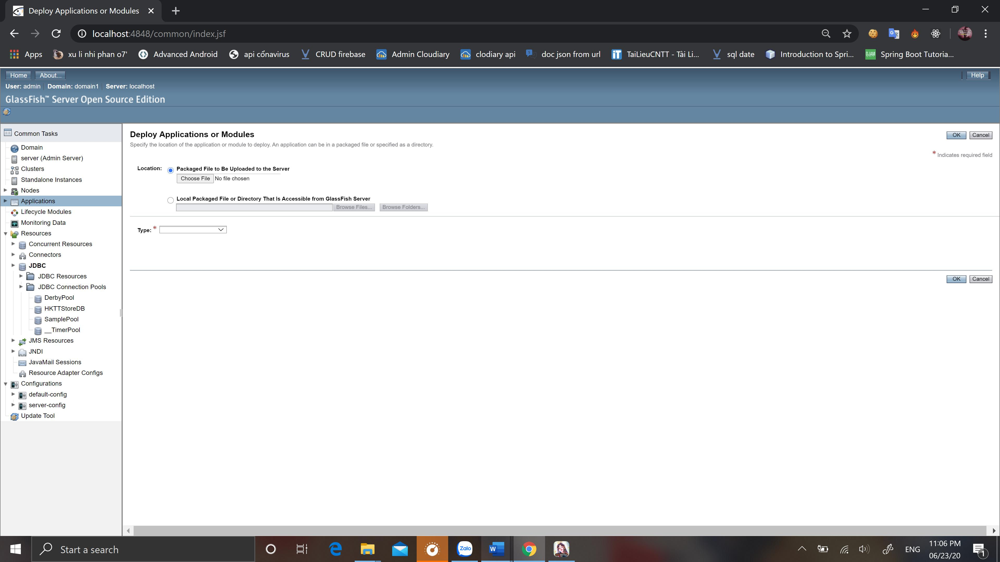 Deploy Applications or Modules
localhost:4848/common/index.jsf
Apps
xu li nhi phan o7'
Advanced Android
api cổnavirus
CRUD firebase
Admin Cloudiary
clodiary api
doc json from url
TaiLieuCNTT - Tài Li...
sql date
Introduction to Spri...
Spring Boot Tutoria...
Home
About...
Help
User: admin
Domain: domain1
Server: localhost
GlassFish™ Server Open Source Edition
Common Tasks
Domain
server (Admin Server)
Clusters
Standalone Instances
Nodes
Applications
Lifecycle Modules
Monitoring Data
Resources
Concurrent Resources
Connectors
JDBC
JDBC Resources
JDBC Connection Pools
DerbyPool
HKTTStoreDB
SamplePool
__TimerPool
JMS Resources
JNDI
JavaMail Sessions
Resource Adapter Configs
Configurations
default-config
server-config
Update Tool
Deploy Applications or Modules
OK
Cancel
Specify the location of the application or module to deploy. An application can be in a packaged file or specified as a directory.
* Indicates required field
Location:
Packaged File to Be Uploaded to the Server
Choose File
No file chosen
Local Packaged File or Directory That Is Accessible from GlassFish Server
Browse Files...
Browse Folders...
Type: *
OK
Cancel
Start a search
Zalo
W
ENG
11:06 PM
06/23/20
1